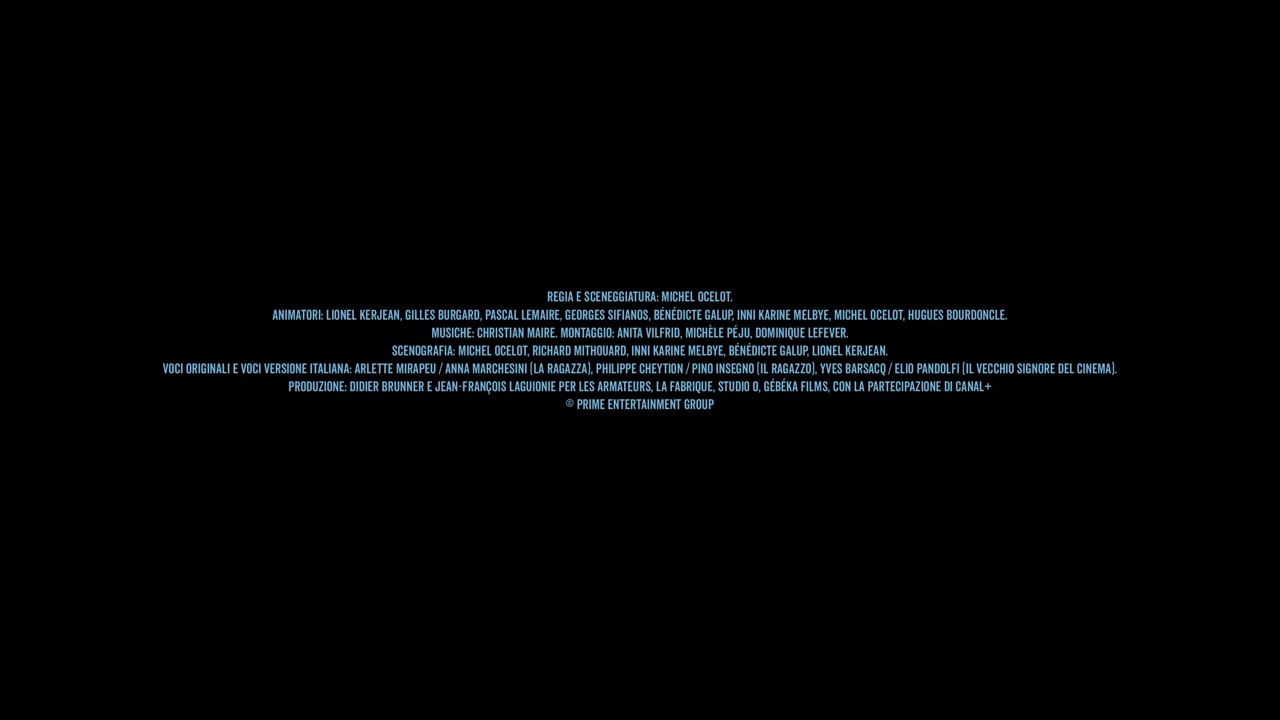 REGIA E SCENEGGIATURA: MICHEL OCELOT.
ANIMATORI: LIONEL KERJEAN, GILLES BURGARD, PASCAL LEMAIRE, GEORGES SIFIANOS, BÉNÉDICTE GALUP, INNI KARINE MELBYE, MICHEL OCELOT, HUGUES BOURDONCLE.
MUSICHE: CHRISTIAN MAIRE. MONTAGGIO: ANITA VILFRID, MICHÈLE PÉJU, DOMINIQUE LEFEVER.
SCENOGRAFIA: MICHEL OCELOT, RICHARD MITHOUARD, INNI KARINE MELBYE, BÉNÉDICTE GALUP, LIONEL KERJEAN.
VOCI ORIGINALI E VOCI VERSIONE ITALIANA: ARLETTE MIRAPEU / ANNA MARCHESINI (LA RAGAZZA), PHILIPPE CHEYTION / PINO INSEGNO (IL RAGAZZO), YVES BARSACQ / ELIO PANDOLFI (IL VECCHIO SIGNORE DEL CINEMA).
PRODUZIONE: DIDIER BRUNNER E JEAN-FRANÇOIS LAGUIONIE PER LES ARMATEURS, LA FABRIQUE, STUDIO O, GÉBÉKA FILMS, CON LA PARTECIPAZIONE DI CANAL+
© PRIME ENTERTAINMENT GROUP